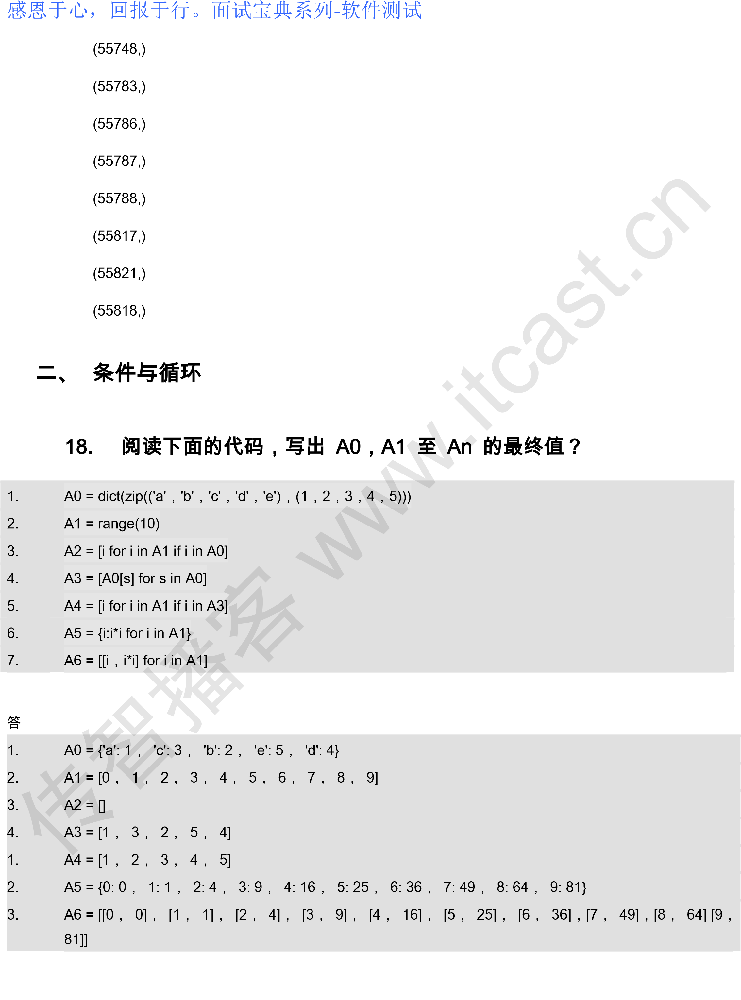 感恩于心，回报于行。面试宝典系列-软件测试
(55748,)
(55783,)
(55786,)
(55787,)
(55788,)
(55817,)
(55821,)
(55818,)
二、 条件与循环
18. 阅读下面的代码，写出 A0，A1 至 An 的最终值？
1. A0 = dict(zip(('a'，'b'，'c'，'d'，'e')，(1，2，3，4，5)))
2. A1 = range(10)
3. A2 = [i for i in A1 if i in A0]
4. A3 = [A0[s] for s in A0]
5. A4 = [i for i in A1 if i in A3]
6. A5 = {i:i*i for i in A1}
7. A6 = [[i，i*i] for i in A1]
答
1. A0 = {'a': 1， 'c': 3， 'b': 2， 'e': 5， 'd': 4}
2. A1 = [0， 1， 2， 3， 4， 5， 6， 7， 8， 9]
3. A2 = []
4. A3 = [1， 3， 2， 5， 4]
1. A4 = [1， 2， 3， 4， 5]
2. A5 = {0: 0， 1: 1， 2: 4， 3: 9， 4: 16， 5: 25， 6: 36， 7: 49， 8: 64， 9: 81}
3. A6 = [[0， 0]， [1， 1]， [2， 4]， [3， 9]， [4， 16]， [5， 25]， [6， 36]，[7， 49]，[8， 64] [9，
81]]
传智播客 www.itcast.cn